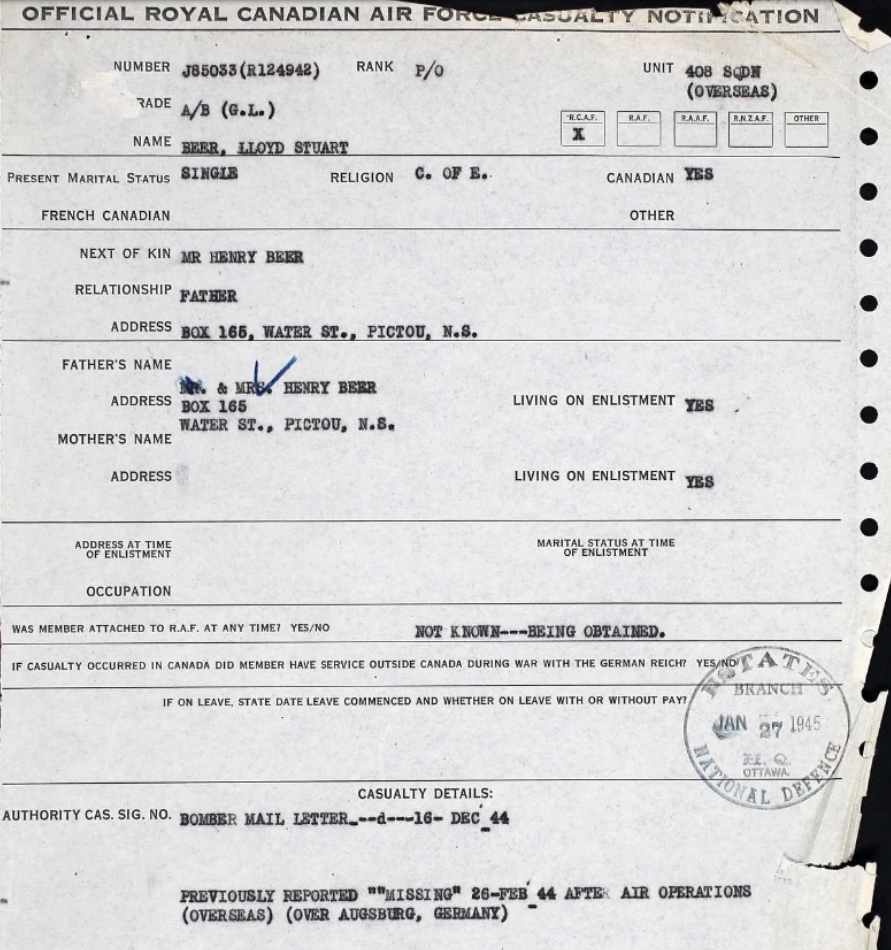 OFFICIAL ROYAL CANADIAN AIR FORCE CASUALTY NOTIFICATION
NUMBER J85033(R124942) RANK P/O UNIT 408 SQDN
(OVERSEAS)
RADE A/B (G.L.)
R.C.A.F. R.A.F. R.A.A.F. R.N.Z.A.F. OTHER
X
NAME BEER, LLOYD STUART
PRESENT MARITAL STATUS SINGLE RELIGION C. OF E. CANADIAN YES
FRENCH CANADIAN OTHER
NEXT OF KIN MR HENRY BEER
RELATIONSHIP FATHER
ADDRESS BOX 165, WATER ST., PICTOU, N.S.
FATHER'S NAME
MR. & MRS. HENRY BEER
ADDRESS BOX 165 LIVING ON ENLISTMENT YES
WATER ST., PICTOU, N.S.
MOTHER'S NAME
ADDRESS LIVING ON ENLISTMENT YES
ADDRESS AT TIME
OF ENLISTMENT
MARITAL STATUS AT TIME
OF ENLISTMENT
OCCUPATION
WAS MEMBER ATTACHED TO R.A.F. AT ANY TIME? YES/NO NOT KNOWN---BEING OBTAINED.
IF CASUALTY OCCURRED IN CANADA DID MEMBER HAVE SERVICE OUTSIDE CANADA DURING WAR WITH THE GERMAN REICH? YES/NO
IF ON LEAVE, STATE DATE LEAVE COMMENCED AND WHETHER ON LEAVE WITH OR WITHOUT PAY?
ESTATES
BRANCH
JAN 27 1945
H. Q.
OTTAWA.
NATIONAL DEFENCE
CASUALTY DETAILS:
AUTHORITY CAS. SIG. NO. BOMBER MAIL LETTER_--d---16- DEC_44
PREVIOUSLY REPORTED ""MISSING" 26-FEB_44 AFTER AIR OPERATIONS
(OVERSEAS) (OVER AUGSBURG, GERMANY)